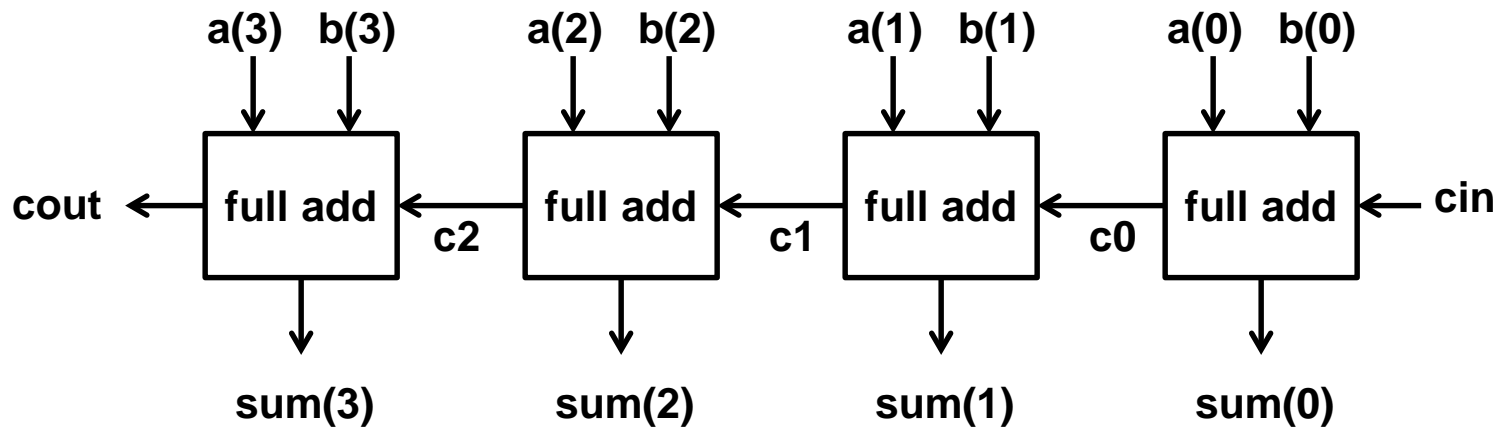 a(3) b(3) a(2) b(2) a(1) b(1) a(0) b(0)
cout full add full add full add full add cin
c2 c1 c0
sum(3) sum(2) sum(1) sum(0)